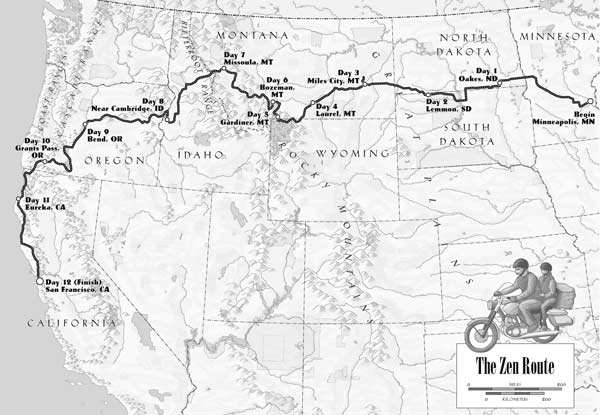 MONTANA
NORTH
DAKOTA
MINNESOTA
BITTERROOT RANGE
Day 7
Missoula, MT
Day 6
Bozeman,
MT
Day 3
Miles City, MT
Day 1
Oakes, ND
Day 8
Near Cambridge, ID
Day 5
Gardiner, MT
Day 4
Laurel, MT
Day 2
Lemmon, SD
Begin
Minneapolis, MN
Day 9
Bend, OR
Day 10
Grants Pass,
OR
OREGON
IDAHO
WYOMING
SOUTH
DAKOTA
GREAT PLAINS
ROCKY MOUNTAINS
Day 11
Eureka, CA
Day 12 (Finish)
San Francisco, CA
CALIFORNIA
The Zen Route
0 MILES 200
0 KILOMETERS 200